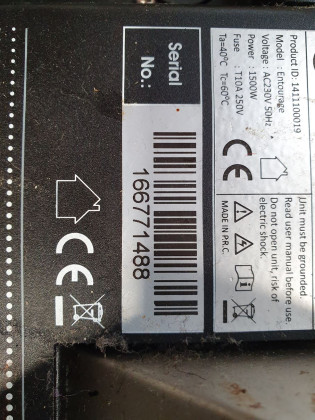 Product ID: 1411100019
Model : Entourage
Voltage : AC230V 50Hz
Power : 1500W
Fuse : T10A 250V
Ta=40°C Tc=60°C
CE
Unit must be grounded.
Read user manual before use.
Do not open unit, risk of
electric shock.
MADE IN P.R.C.
Serial
No.:
166771488
CE